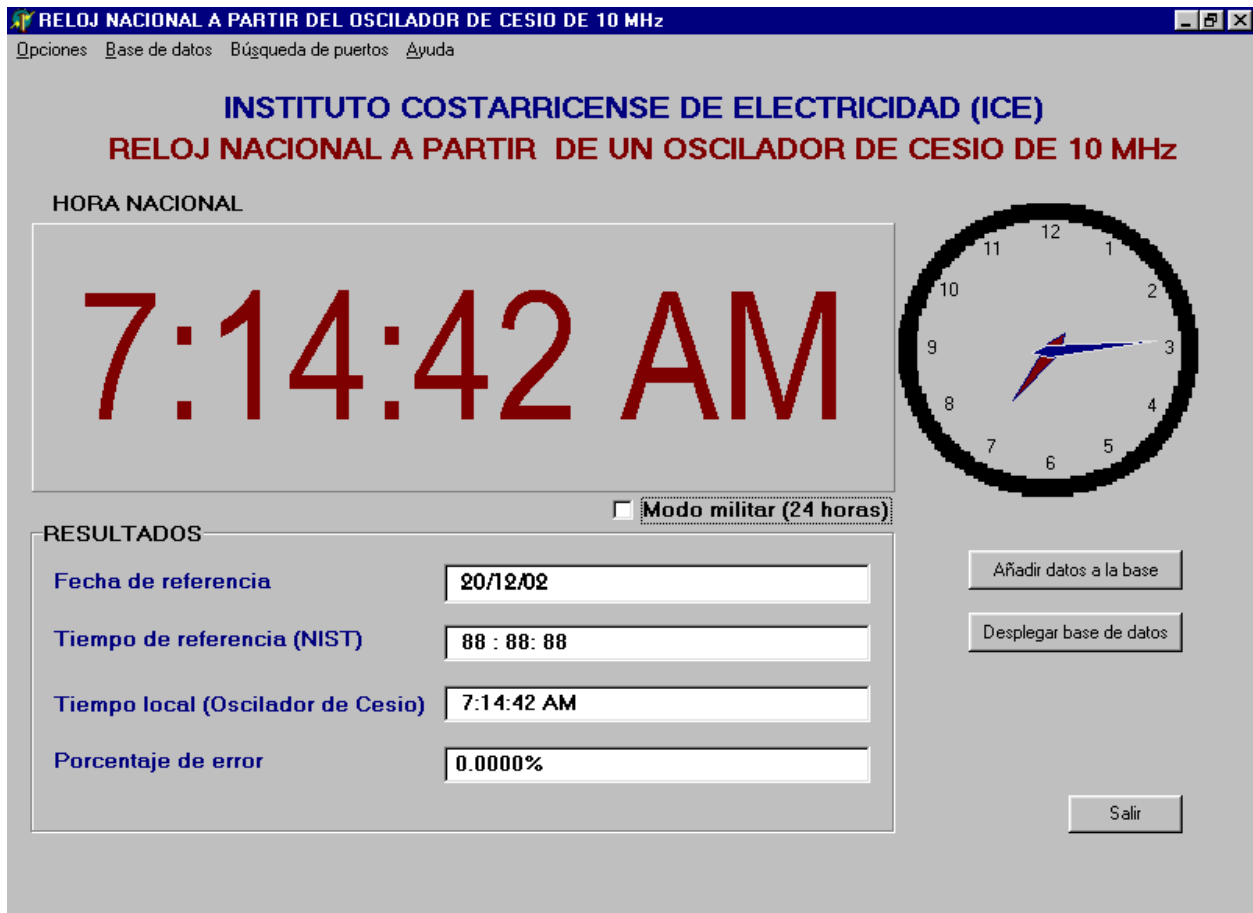 RELOJ NACIONAL A PARTIR DEL OSCILADOR DE CESIO DE 10 MHz
Opciones Base de datos Búsqueda de puertos Ayuda
INSTITUTO COSTARRICENSE DE ELECTRICIDAD (ICE)
RELOJ NACIONAL A PARTIR DE UN OSCILADOR DE CESIO DE 10 MHz
HORA NACIONAL
7:14:42 AM
12
11 1
10 2
9 3
8 4
7 5
6
Modo militar (24 horas)
RESULTADOS
Fecha de referencia 20/12/02
Tiempo de referencia (NIST) 88 : 88: 88
Tiempo local (Oscilador de Cesio) 7:14:42 AM
Porcentaje de error 0.0000%
Añadir datos a la base
Desplegar base de datos
Salir